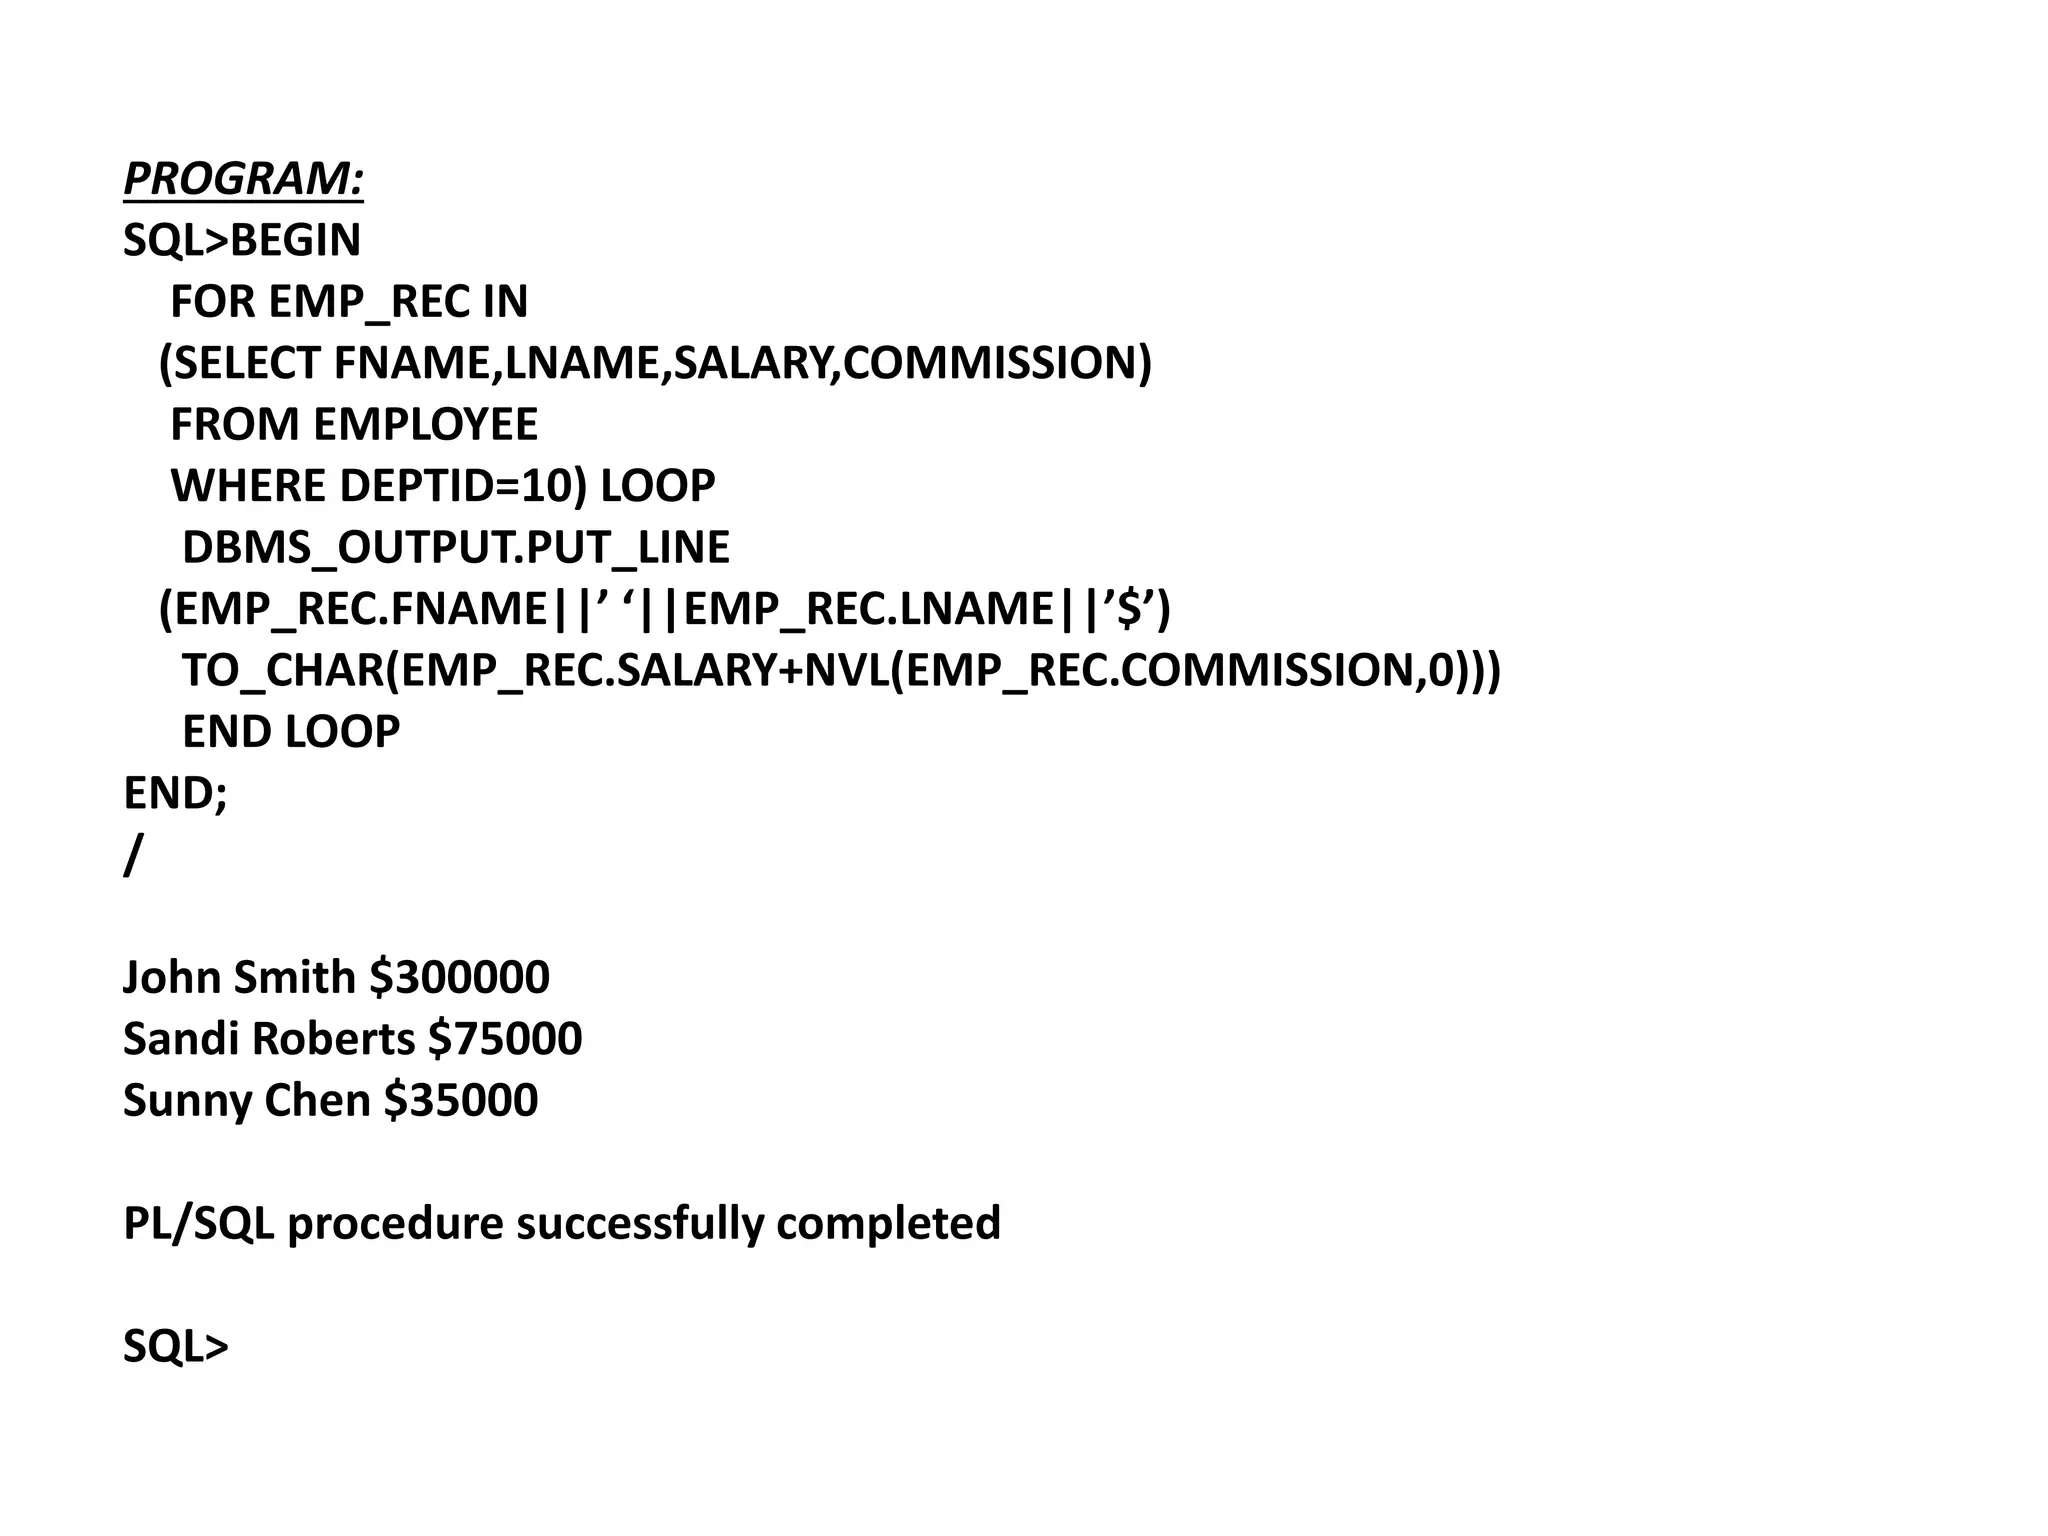 PROGRAM:
SQL>BEGIN
FOR EMP_REC IN
(SELECT FNAME,LNAME,SALARY,COMMISSION)
FROM EMPLOYEE
WHERE DEPTID=10) LOOP
DBMS_OUTPUT.PUT_LINE
(EMP_REC.FNAME||’ ‘||EMP_REC.LNAME||’$’)
TO_CHAR(EMP_REC.SALARY+NVL(EMP_REC.COMMISSION,0)))
END LOOP
END;
/
John Smith $300000
Sandi Roberts $75000
Sunny Chen $35000
PL/SQL procedure successfully completed
SQL>